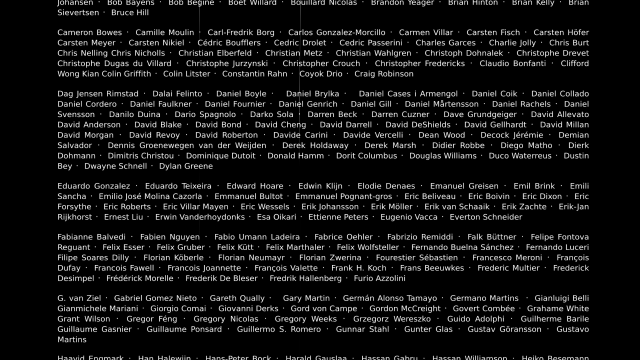 Johansen · Bob Bayens · Bob Begine · Boet Willard · Bouillard Nicolas · Brandon Yeager · Brian Hinton · Brian Kelly · Brian
Sievertsen · Bruce Hill
Cameron Bowes · Camille Moulin · Carl-Fredrik Borg · Carlos Gonzalez-Morcillo · Carmen Villar · Carsten Fisch · Carsten Höfer
Carsten Meyer · Carsten Nikiel · Cédric Boufflers · Cedric Drolet · Cedric Passerini · Charles Garces · Charlie Jolly · Chris Burt
Chris Nelling Chris Nicholls · Christian Elberfeld · Christian Metz · Christian Wahlgren · Christoph Dohnalek · Christophe Drevet
Christophe Dugas du Villard · Christophe Jurzynski · Christopher Crouch · Christopher Fredericks · Claudio Bonfanti · Clifford
Wong Kian Colin Griffith · Colin Litster · Constantin Rahn · Coyok Drio · Craig Robinson
Dag Jensen Rimstad · Dalai Felinto · Daniel Boyle · Daniel Brylka · Daniel Cases i Armengol · Daniel Coik · Daniel Collado
Daniel Cordero · Daniel Faulkner · Daniel Fournier · Daniel Genrich · Daniel Gill · Daniel Mårtensson · Daniel Rachels · Daniel
Svensson · Danilo Duina · Dario Spagnolo · Darko Sola · Darren Beck · Darren Cuzner · Dave Grundgeiger · David Allevato
David Anderson · David Blake · David Bond · David Cheng · David Darrall · David DeShields · David Gellhardt · David Millan
David Morgan · David Revoy · David Roberton · Davide Carini · Davide Vercelli · Dean Wood · Decock Jérémie · Demian
Salvador · Dennis Groenewegen van der Weijden · Derek Holdaway · Derek Marsh · Didier Robbe · Diego Matho · Dierk
Dohmann · Dimitris Christou · Dominique Dutoit · Donald Hamm · Dorit Columbus · Douglas Williams · Duco Waterreus · Dustin
Bey · Dwayne Schnell · Dylan Greene
Eduardo Gonzalez · Eduardo Teixeira · Edward Hoare · Edwin Klijn · Elodie Denaes · Emanuel Greisen · Emil Brink · Emili
Sancha · Emilio José Molina Cazorla · Emmanuel Bultot · Emmanuel Pognant-gros · Eric Beliveau · Eric Boivin · Eric Dixon · Eric
Forsythe · Eric Roberts · Eric Villar Mayen · Eric Wessels · Erik Johansson · Erik Möller · Erik van Schaaik · Erik Zachte · Erik-Jan
Rijkhorst · Ernest Liu · Erwin Vanderhoydonks · Esa Oikari · Ettienne Peters · Eugenio Vacca · Everton Schneider
Fabianne Balvedi · Fabien Nguyen · Fabio Umann Ladeira · Fabrice Oehler · Fabrizio Remiddi · Falk Büttner · Felipe Fontova
Reguant · Felix Esser · Felix Gruber · Felix Kütt · Felix Marthaler · Felix Wolfsteller · Fernando Buelna Sánchez · Fernando Luceri
Filipe Soares Dilly · Florian Köberle · Florian Neumayr · Florian Zwerina · Fourestier Sébastien · Francesco Meroni · François
Dufay · Francois Fawell · Francois Joannette · François Valette · Frank H. Koch · Frans Beeuwkes · Frederic Multier · Frederick
Desimpel · Frédérick Morelle · Frederik De Bleser · Fredrik Hallenberg · Furio Azzolini
G. van Ziel · Gabriel Gomez Nieto · Gareth Qually · Gary Martin · Germán Alonso Tamayo · Germano Martins · Gianluigi Belli
Gianmichele Mariani · Giorgio Comai · Giovanni Derks · Gord von Campe · Gordon McCreight · Govert Combée · Grahame White
Grant Wilson · Gregor Féng · Gregory Nicolas · Gregory Weeks · Grzegorz Wereszko · Guido Adolphi · Guilherme Barile
Guillaume Gasnier · Guillaume Ponsard · Guillermo S. Romero · Gunnar Stahl · Gunter Glas · Gustav Göransson · Gustavo
Martins
Haavid Engmark · Han Halewijn · Hans-Peter Bock · Harald Gauslaa · Hassan Gabru · Hassan Williamson · Heiko Besemann